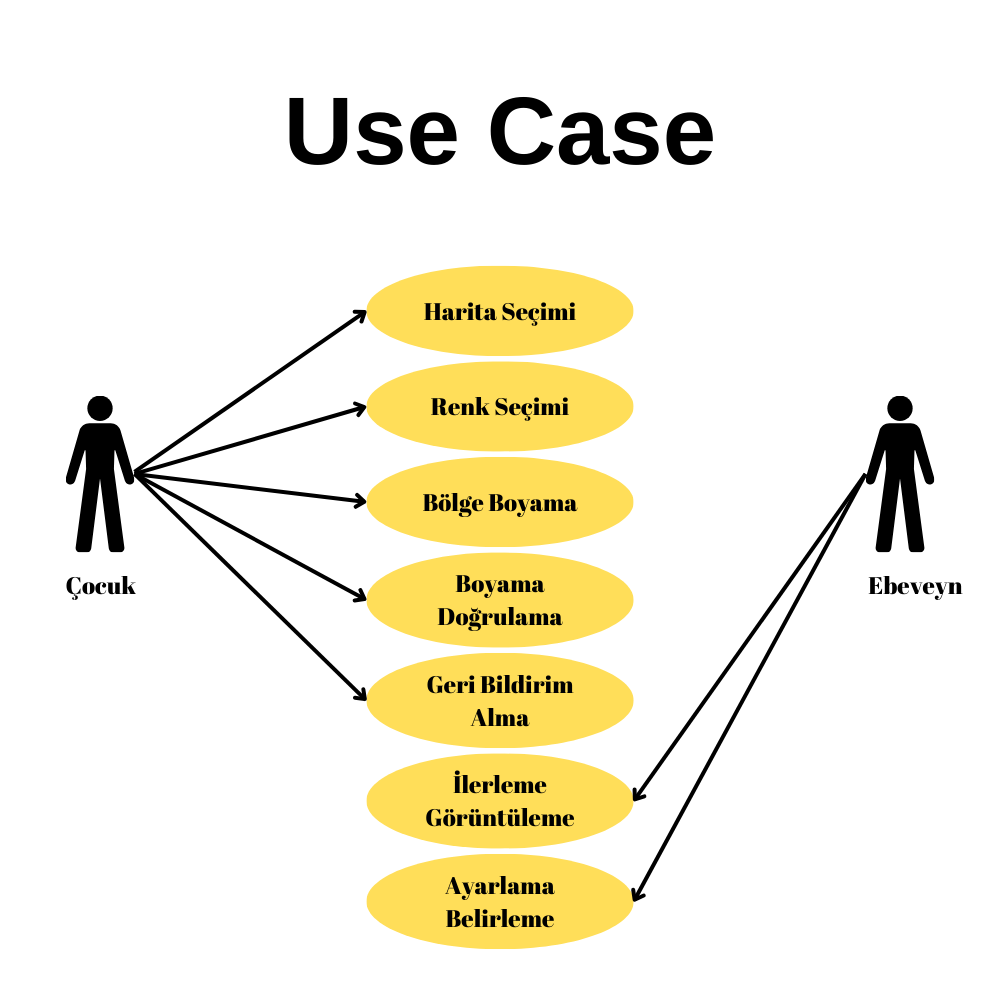 Use Case
Harita Seçimi
Renk Seçimi
Bölge Boyama
Boyama
Doğrulama
Geri Bildirim
Alma
İlerleme
Görüntüleme
Ayarlama
Belirleme
Çocuk
Ebeveyn